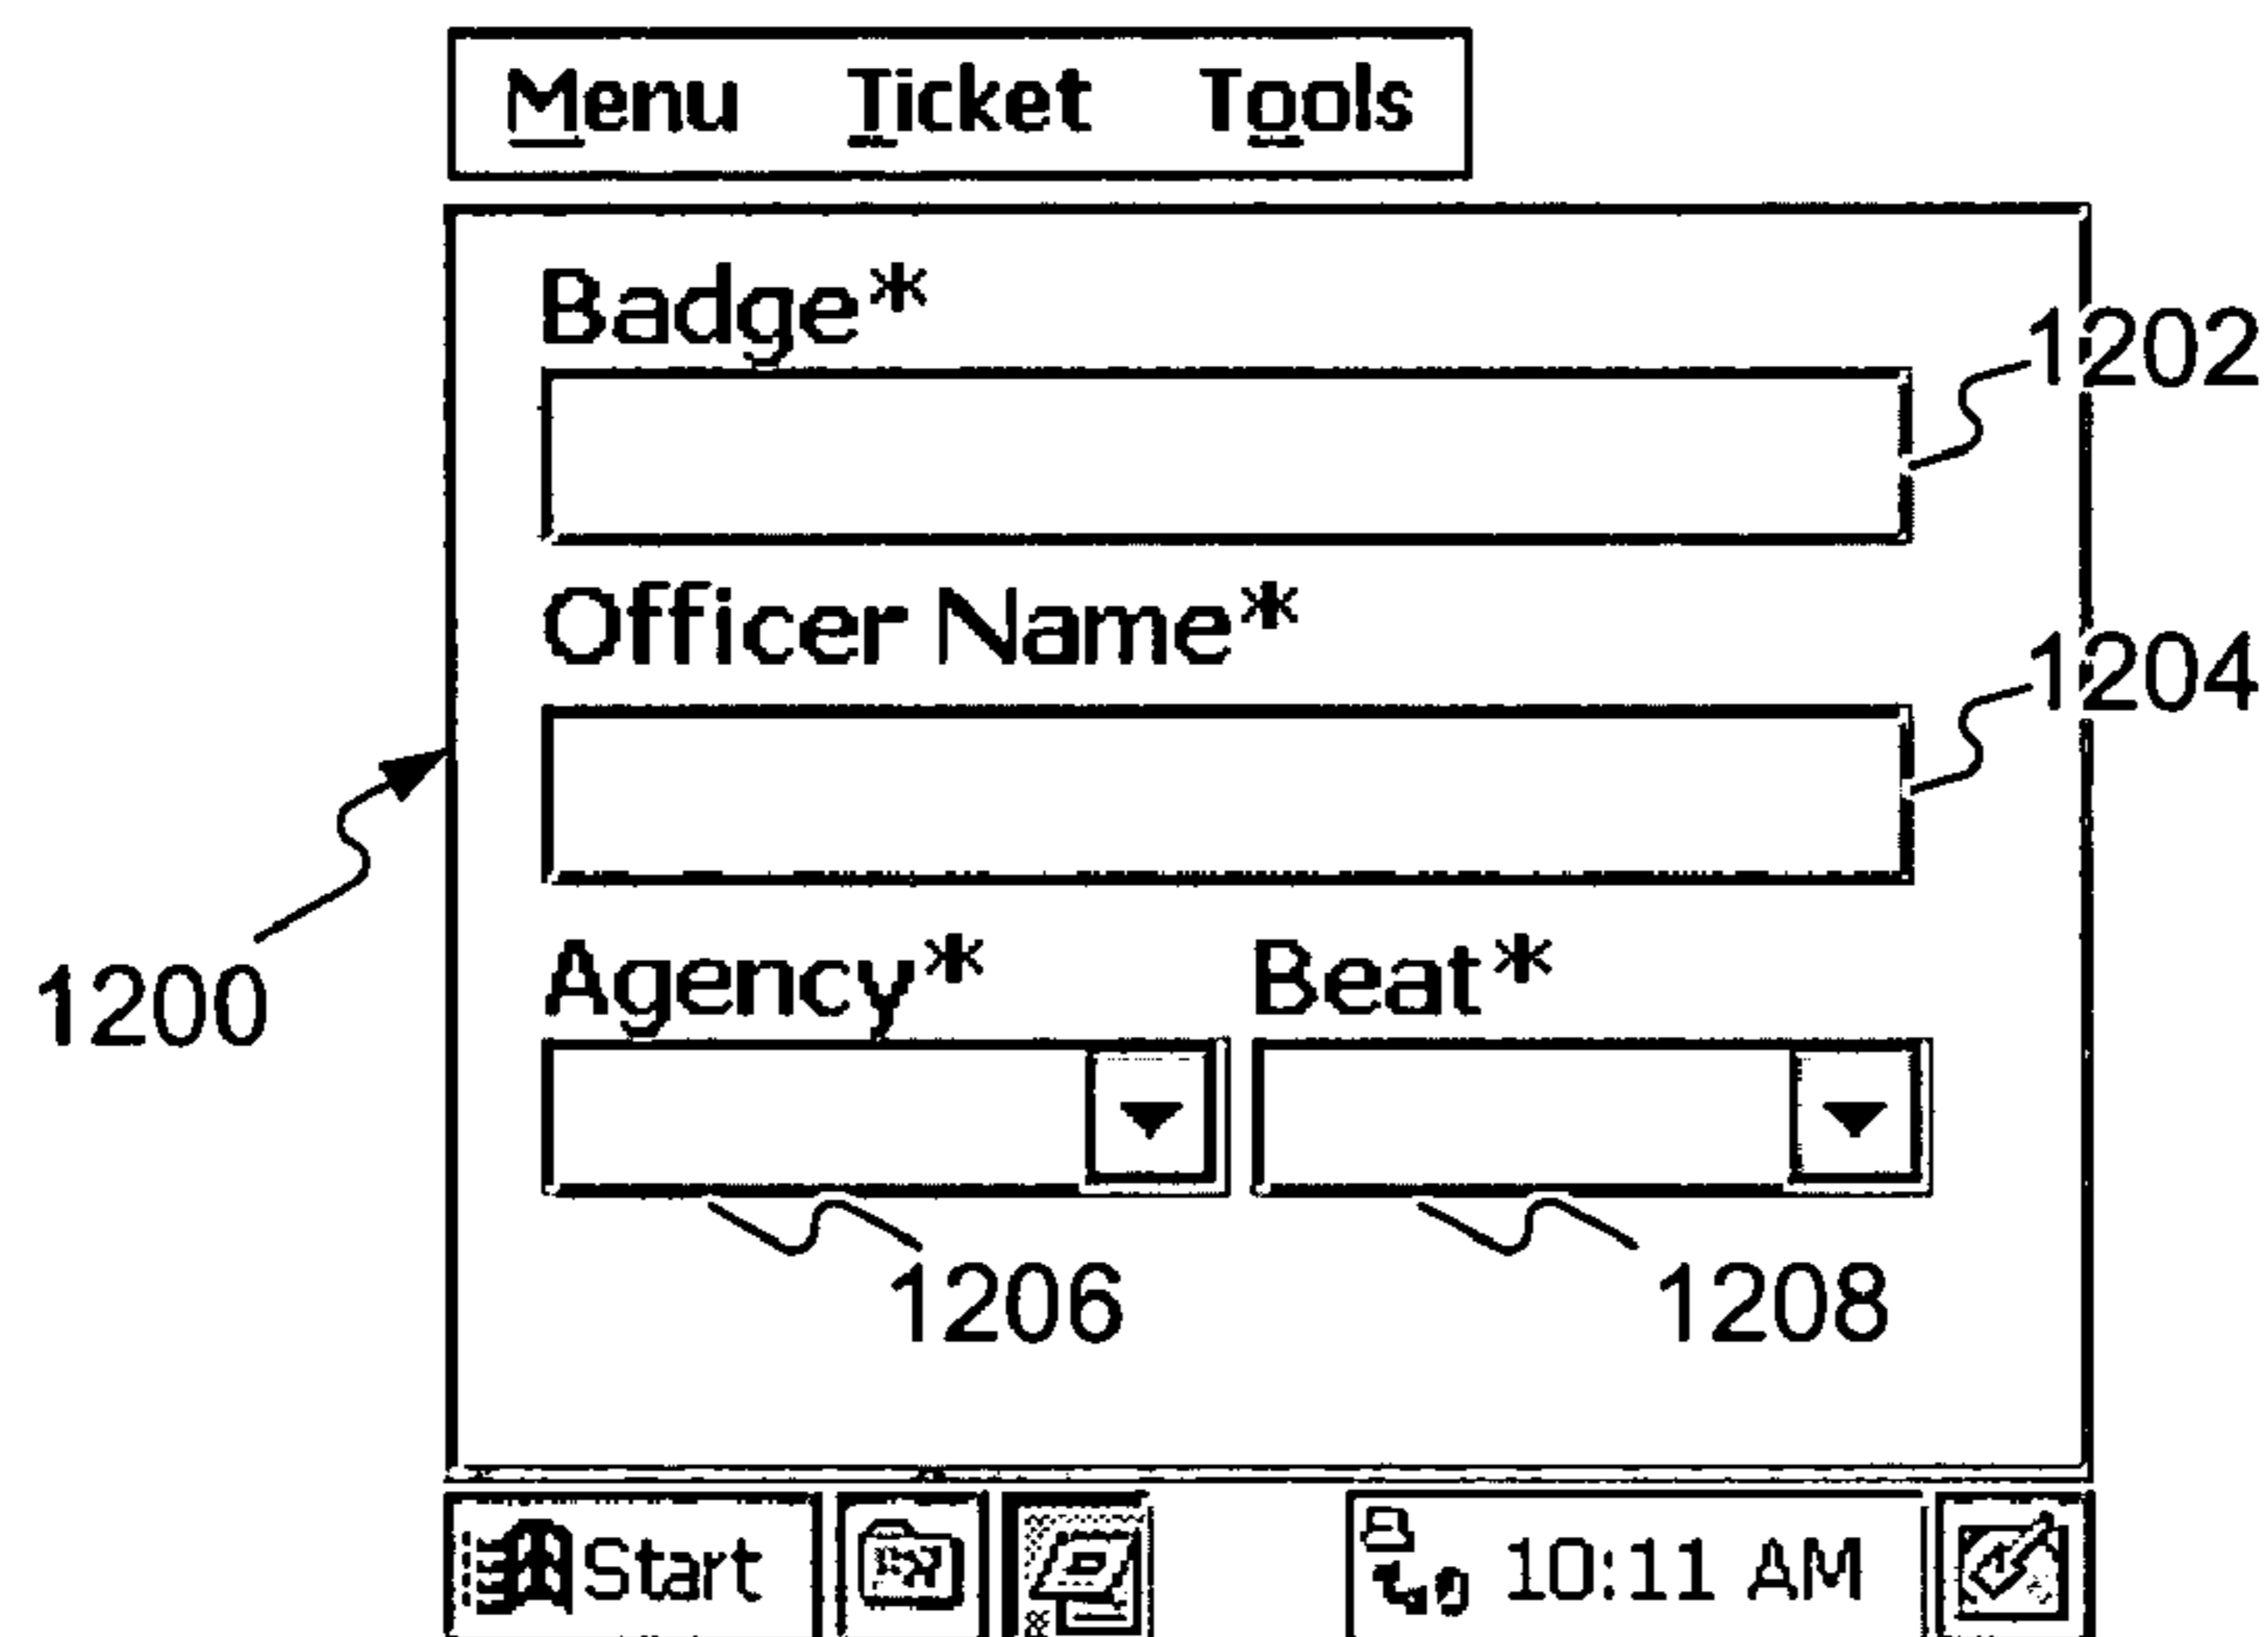 Menu Ticket Tools
Badge*
1202
Officer Name*
1204
1200
Agency* Beat*
1206 1208
Start 10:11 AM